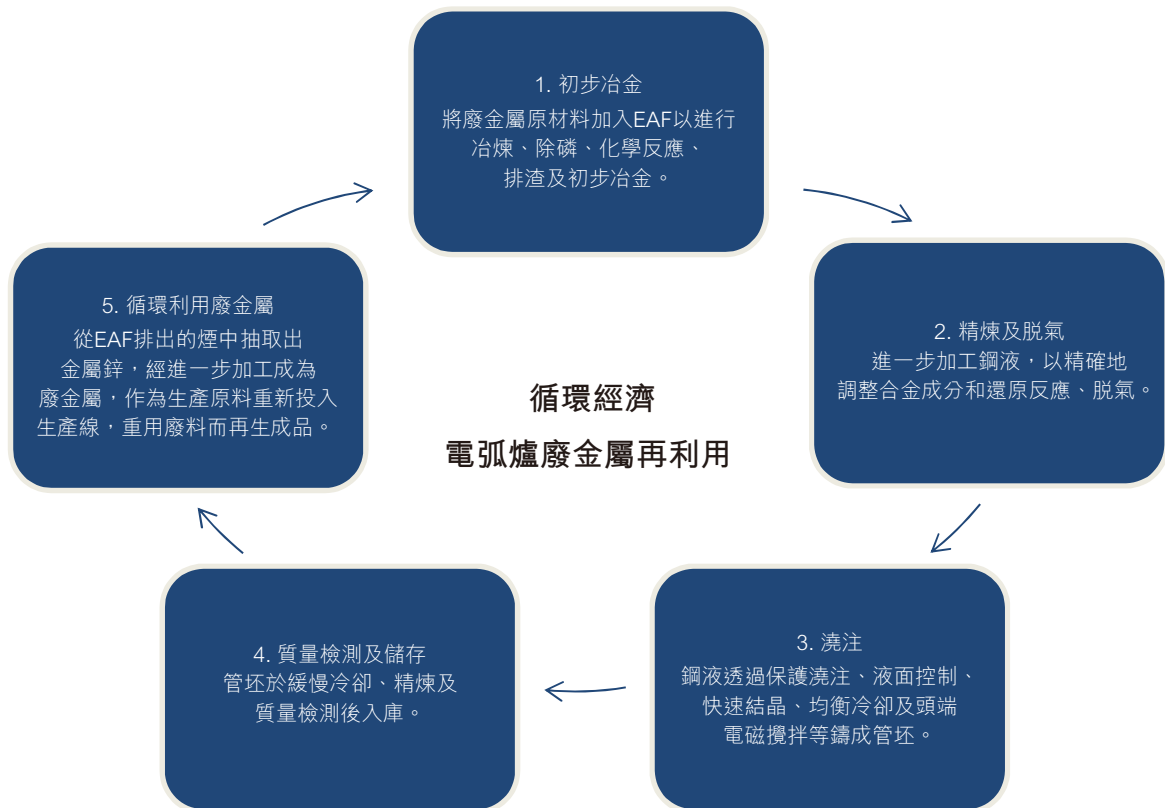 1. 初步冶金
將廢金屬原材料加入EAF以進行
冶煉、除磷、化學反應、
排渣及初步冶金。
2. 精煉及脱氣
進一步加工鋼液，以精確地
調整合金成分和還原反應、脱氣。
3. 澆注
鋼液透過保護澆注、液面控制、
快速結晶、均衡冷卻及頭端
電磁攪拌等鑄成管坯。
4. 質量檢測及儲存
管坯於緩慢冷卻、精煉及
質量檢測後入庫。
5. 循環利用廢金屬
從EAF排出的煙中抽取出
金屬鋅，經進一步加工成為
廢金屬，作為生產原料重新投入
生產線，重用廢料而再生成品。
循環經濟
電弧爐廢金屬再利用